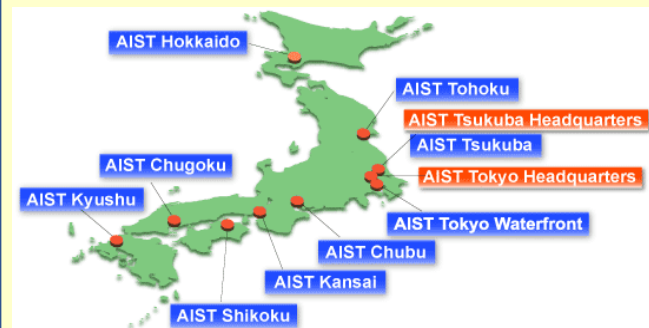 AIST Hokkaido
AIST Tohoku
AIST Tsukuba Headquarters
AIST Tsukuba
AIST Chugoku
AIST Tokyo Headquarters
AIST Kyushu
AIST Tokyo Waterfront
AIST Chubu
AIST Kansai
AIST Shikoku